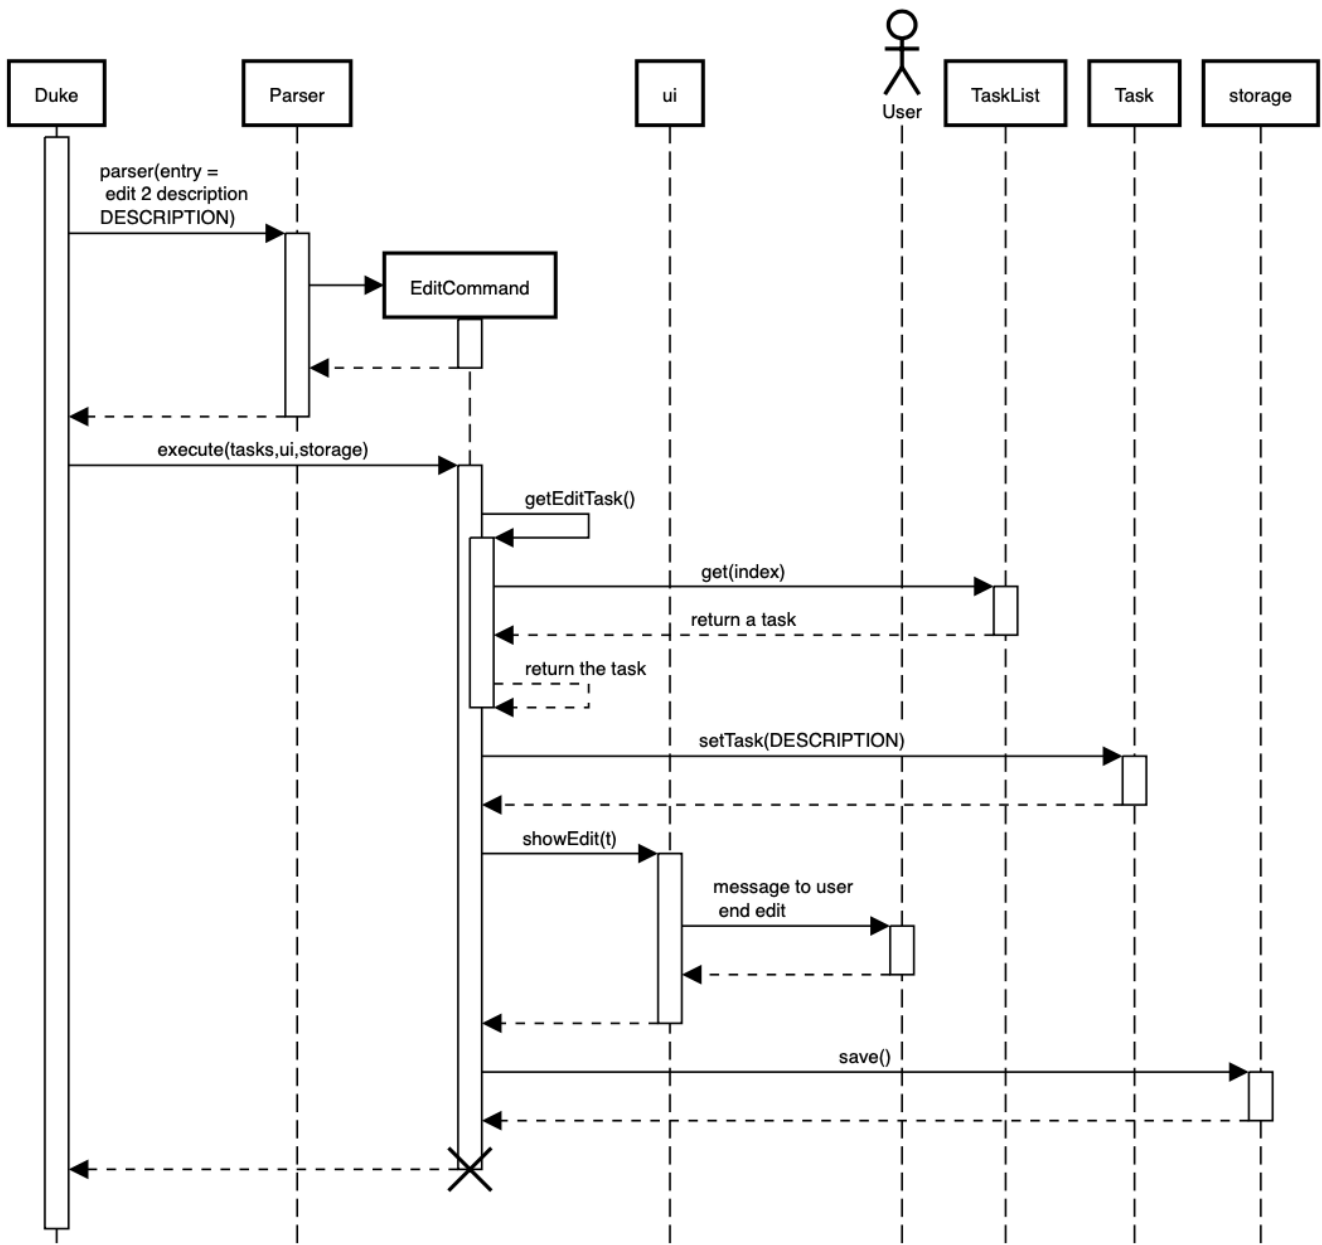 Duke
Parser
ui
User
TaskList
Task
storage
parser(entry =
edit 2 description
DESCRIPTION)
EditCommand
execute(tasks,ui,storage)
getEditTask()
get(index)
return a task
return the task
setTask(DESCRIPTION)
showEdit(t)
message to user
end edit
save()